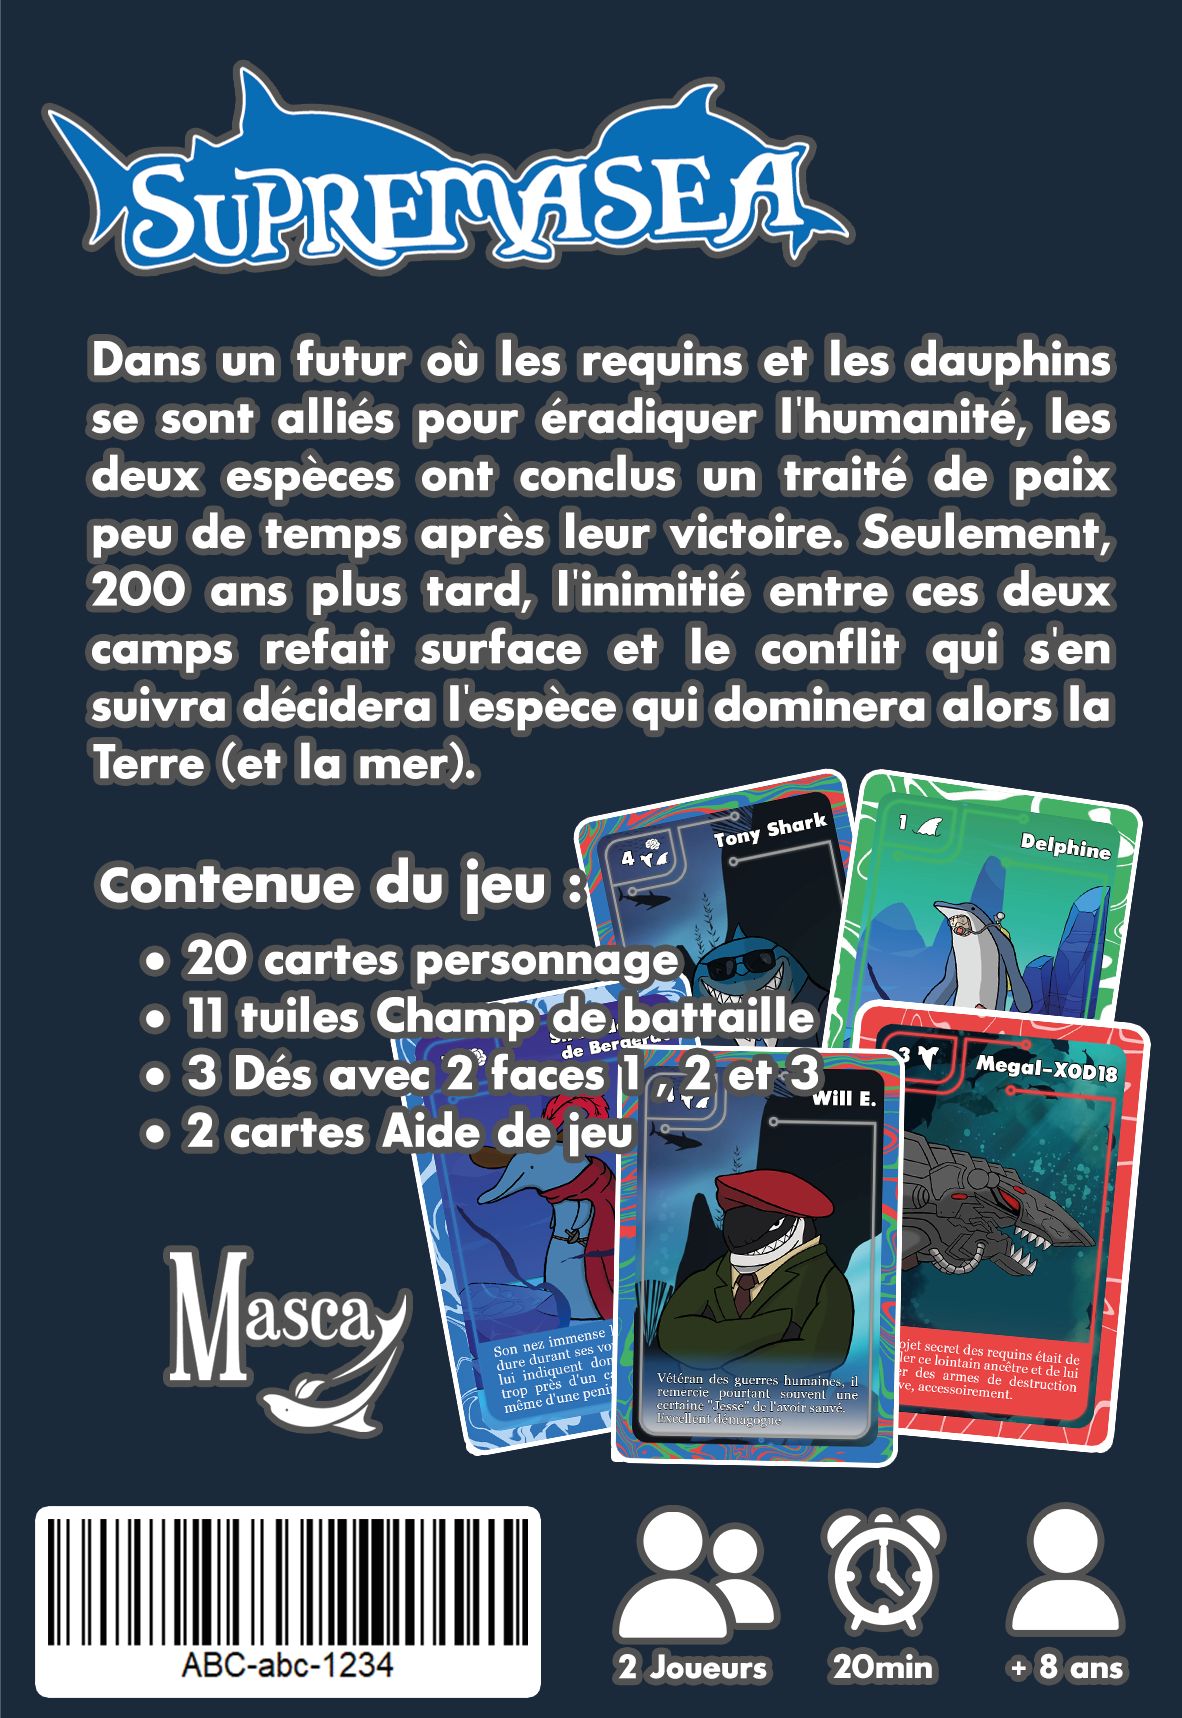 SUPREMASEA
Dans un futur où les requins et les dauphins
se sont alliés pour éradiquer l'humanité, les
deux espèces ont conclus un traité de paix
peu de temps après leur victoire. Seulement,
200 ans plus tard, l'inimitié entre ces deux
camps refait surface et le conflit qui s'en
suivra décidera l'espèce qui dominera alors la
Terre (et la mer).
Contenue du jeu :
• 20 cartes personnage
• 11 tuiles Champ de battaille
• 3 Dés avec 2 faces 1 , 2 et 3
• 2 cartes Aide de jeu
4
Tony Shark
1
Delphine
de Bergerac
3
Megal-XOD18
Will E.
Son nez immense
dure durant ses
lui indiquent
trop près d'un
même d'une
Vétéran des guerres humaines, il
remercie pourtant souvent une
certaine "Jesse" de l'avoir sauvé.
Excellent démagogue
ojet secret des requins était de
der ce lointain ancêtre et de lui
er des armes de destruction
ve, accessoirement.
Masca
ABC-abc-1234
2 Joueurs
20min
+ 8 ans